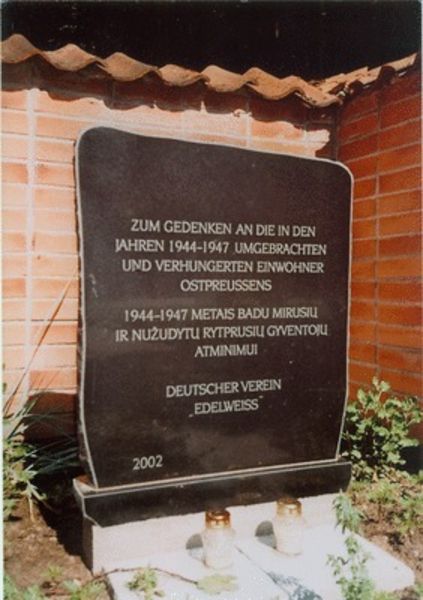 ZUM GEDENKEN AN DIE IN DEN
JAHREN 1944-1947 UMGEBRACHTEN
UND VERHUNGERTEN EINWOHNER
OSTPREUSSENS
1944-1947 METAIS BADU MIRUSIŲ
IR NUŽUDYTŲ RYTPRUSIŲ GYVENTOJŲ
ATMINIMUI
DEUTSCHER VEREIN
„EDELWEISS"
2002